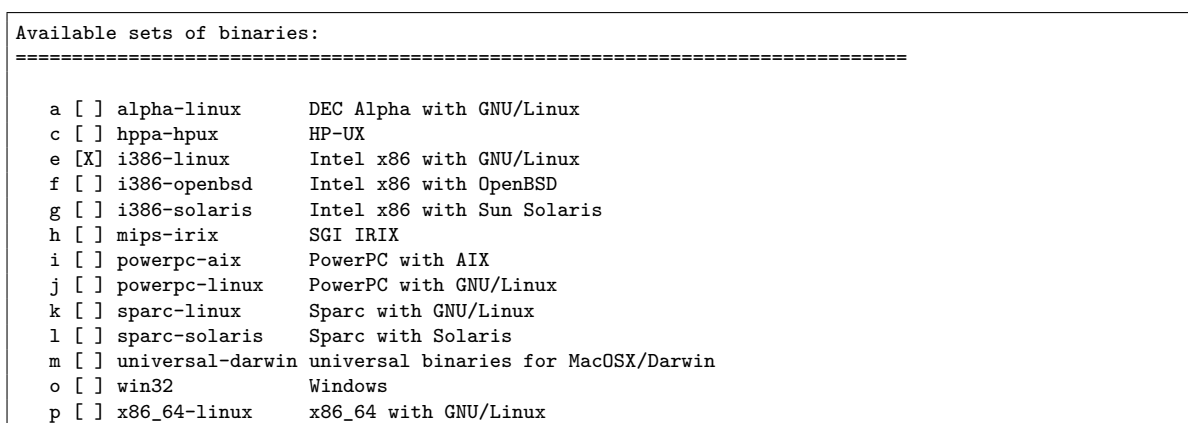 Available sets of binaries:
===============================================================================
a [ ] alpha-linux DEC Alpha with GNU/Linux
c [ ] hppa-hpux HP-UX
e [X] i386-linux Intel x86 with GNU/Linux
f [ ] i386-openbsd Intel x86 with OpenBSD
g [ ] i386-solaris Intel x86 with Sun Solaris
h [ ] mips-irix SGI IRIX
i [ ] powerpc-aix PowerPC with AIX
j [ ] powerpc-linux PowerPC with GNU/Linux
k [ ] sparc-linux Sparc with GNU/Linux
l [ ] sparc-solaris Sparc with Solaris
m [ ] universal-darwin universal binaries for MacOSX/Darwin
o [ ] win32 Windows
p [ ] x86_64-linux x86_64 with GNU/Linux